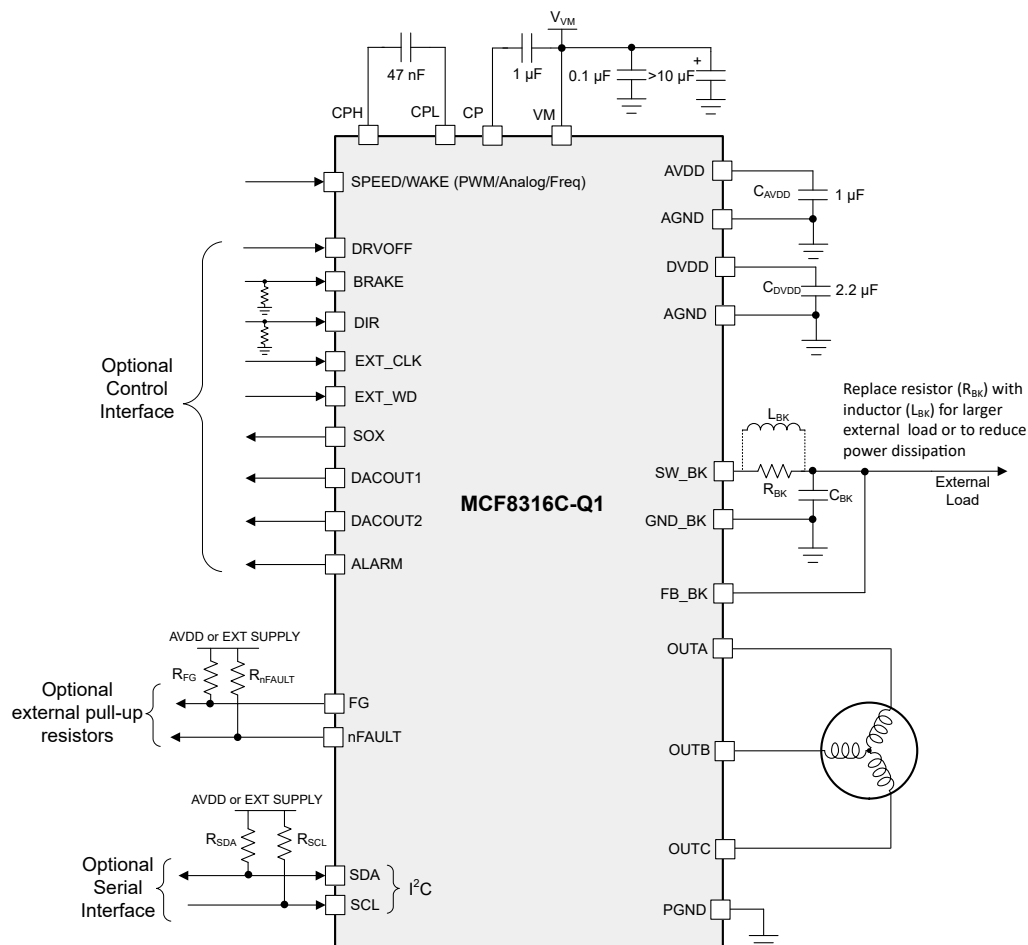 V_VM
47 nF
1 µF
0.1 µF
>10 µF
+
CPH
CPL
CP
VM
SPEED/WAKE (PWM/Analog/Freq)
DRVOFF
BRAKE
DIR
EXT_CLK
EXT_WD
SOX
DACOUT1
DACOUT2
ALARM
Optional
Control
Interface
AVDD or EXT SUPPLY
R_FG
R_nFAULT
Optional
external pull-up
resistors
FG
nFAULT
AVDD or EXT SUPPLY
R_SDA
R_SCL
Optional
Serial
Interface
SDA
SCL
I²C
MCF8316C-Q1
AVDD
C_AVDD
1 µF
AGND
DVDD
C_DVDD
2.2 µF
AGND
Replace resistor (R_BK) with
inductor (L_BK) for larger
external load or to reduce
power dissipation
L_BK
SW_BK
R_BK
C_BK
External
Load
GND_BK
FB_BK
OUTA
OUTB
OUTC
PGND